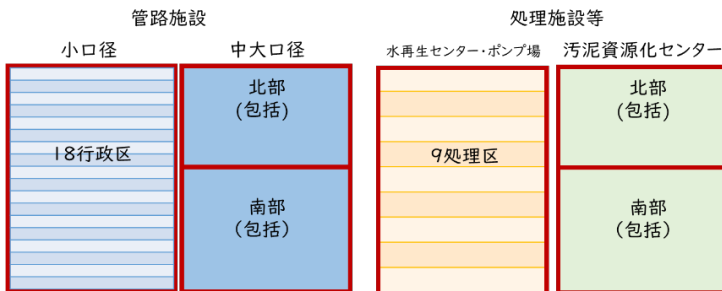 管路施設
処理施設等
小口径
中大口径
水再生センター・ポンプ場
汚泥資源化センター
18行政区
北部
(包括)
南部
(包括)
9処理区
北部
(包括)
南部
(包括)